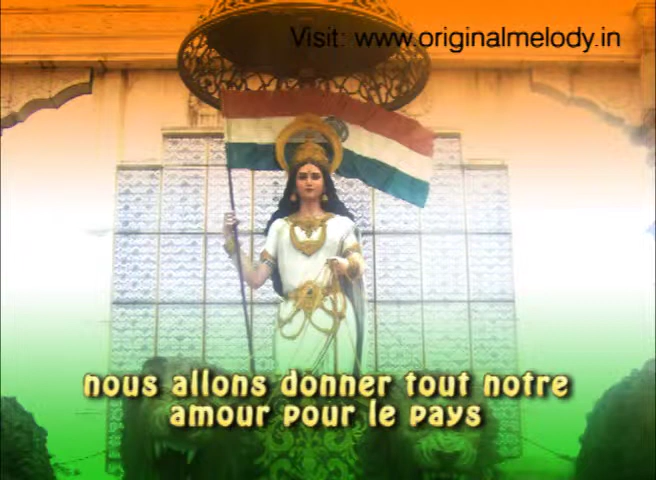 Visit: www.originalmelody.in
nous allons donner tout notre
amour pour le pays